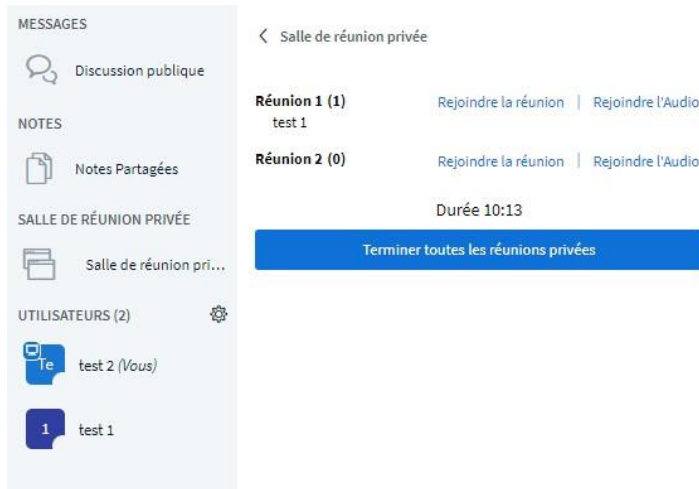 MESSAGES
Discussion publique
NOTES
Notes Partagées
SALLE DE RÉUNION PRIVÉE
Salle de réunion pri...
UTILISATEURS (2)
Te
test 2 (Vous)
1
test 1
Salle de réunion privée
Réunion 1 (1) Rejoindre la réunion | Rejoindre l'Audio
test 1
Réunion 2 (0) Rejoindre la réunion | Rejoindre l'Audio
Durée 10:13
Terminer toutes les réunions privées